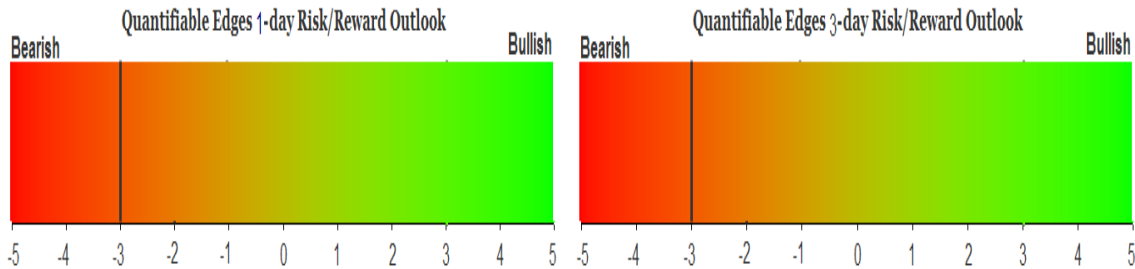 Quantifiable Edges 1-day Risk/Reward Outlook
Bearish Bullish
-5 -4 -3 -2 -1 0 1 2 3 4 5
Quantifiable Edges 3-day Risk/Reward Outlook
Bearish Bullish
-5 -4 -3 -2 -1 0 1 2 3 4 5